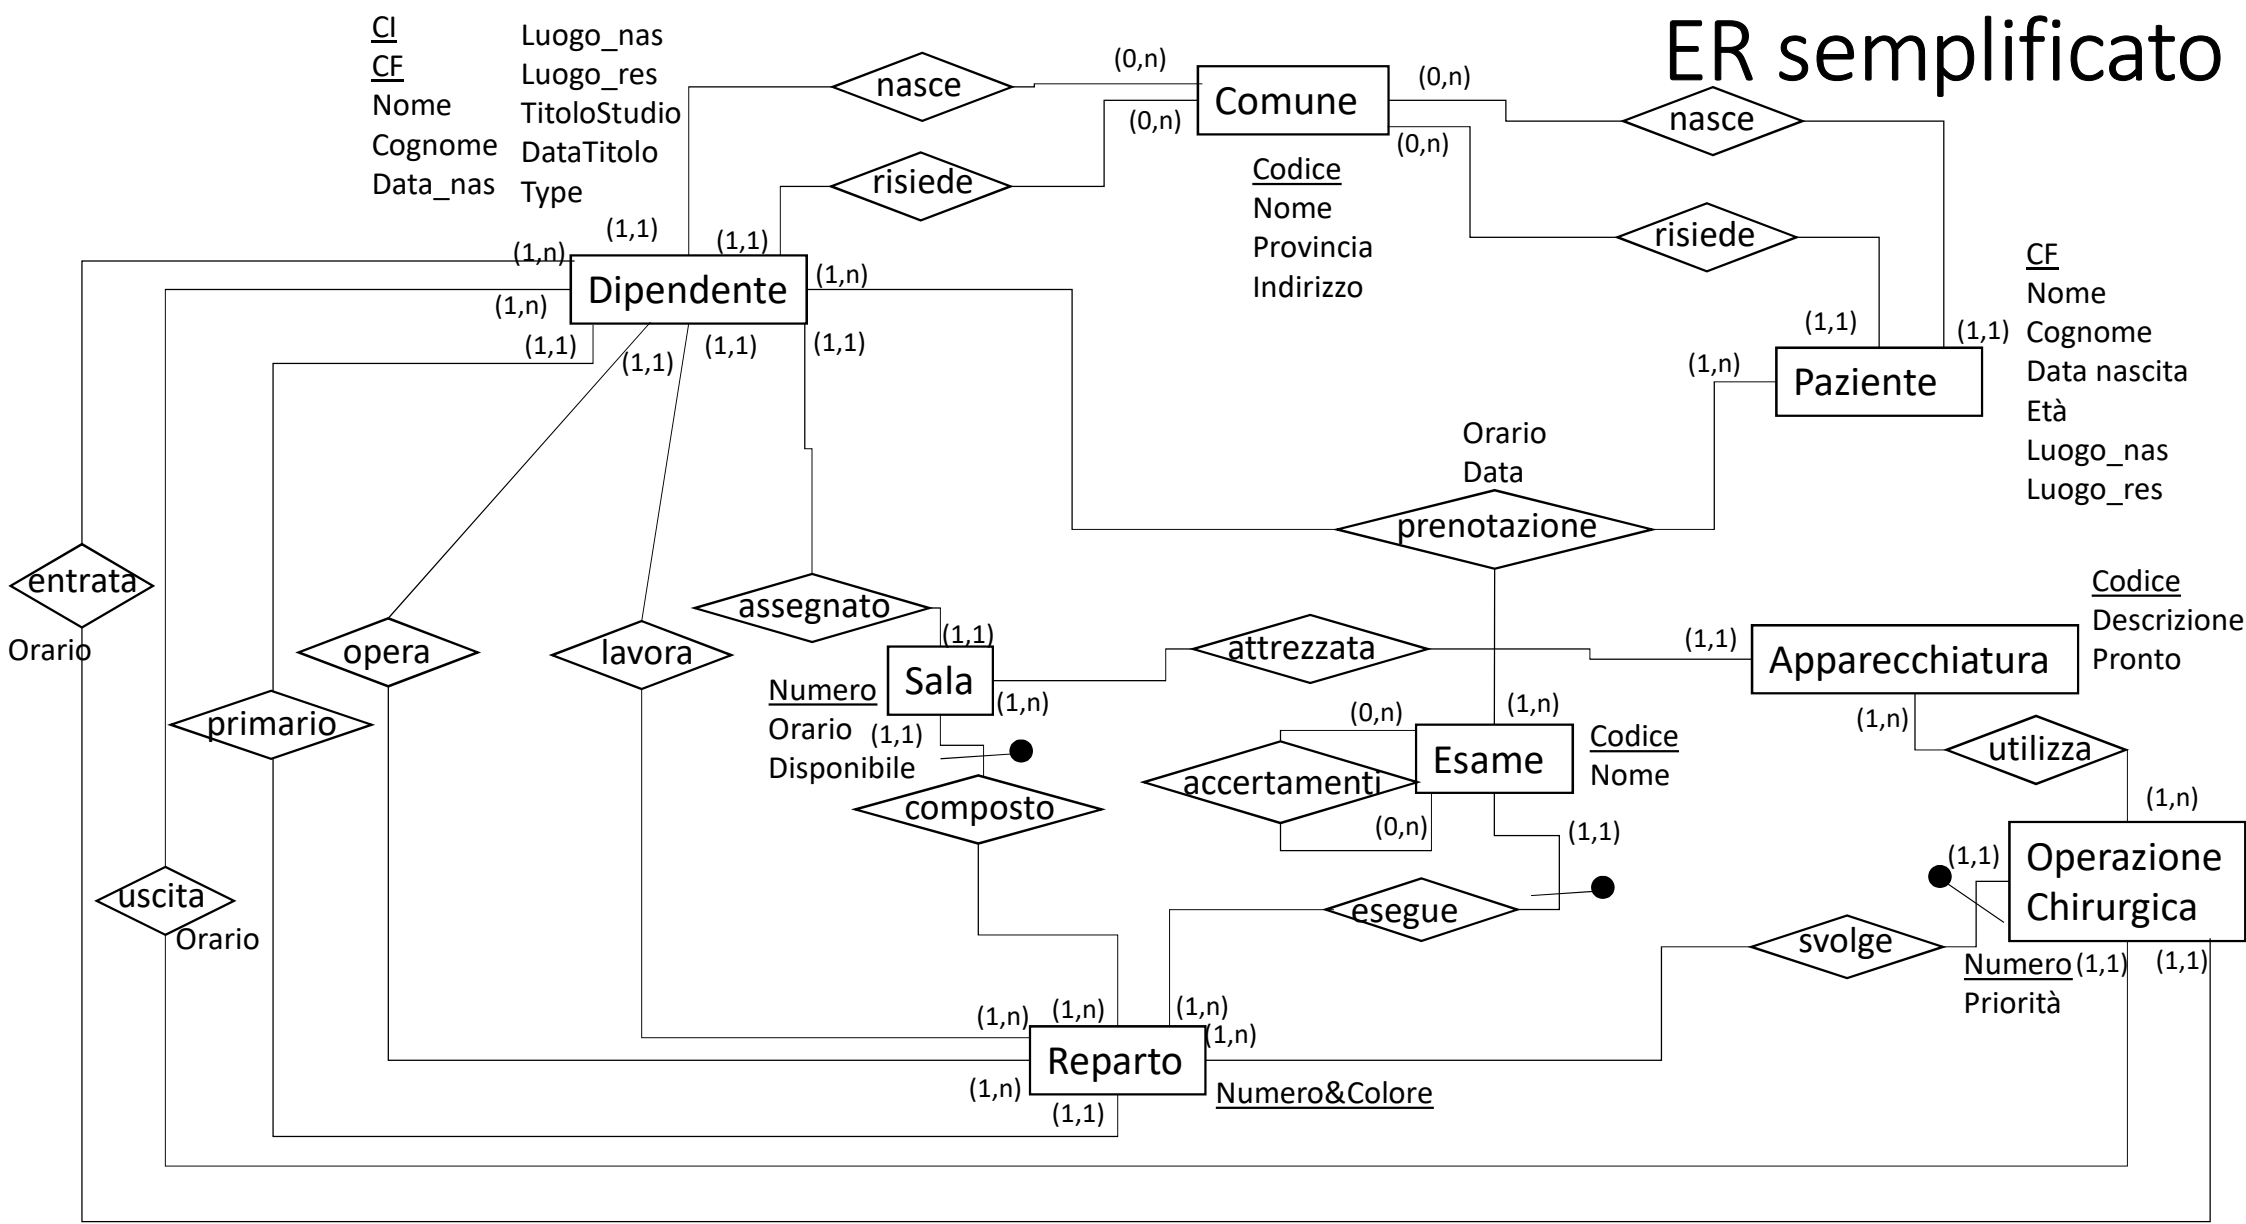 ER semplificato
CI
CF
Nome
Cognome
Data_nas
Luogo_nas
Luogo_res
TitoloStudio
DataTitolo
Type
nasce
(0,n)
Comune
(0,n)
nasce
risiede
(0,n)
(0,n)
Codice
Nome
Provincia
Indirizzo
risiede
(1,1)
(1,1)
(1,n)
Dipendente
(1,n)
(1,n)
(1,1)
(1,1)
(1,1)
(1,1)
(1,1)
(1,1)
(1,n)
Paziente
CF
Nome
Cognome
Data nascita
Età
Luogo_nas
Luogo_res
Orario
Data
prenotazione
entrata
Orario
opera
lavora
assegnato
(1,1)
Sala
(1,n)
Numero
Orario
Disponibile
(1,1)
attrezzata
(1,1)
Apparecchiatura
Codice
Descrizione
Pronto
primario
composto
(0,n)
(1,n)
accertamenti
Esame
Codice
Nome
(0,n)
(1,1)
(1,n)
utilizza
(1,n)
uscita
Orario
esegue
svolge
(1,1)
Operazione
Chirurgica
Numero
Priorità
(1,1)
(1,1)
(1,n)
(1,n)
(1,n)
(1,n)
Reparto
(1,n)
(1,1)
Numero&Colore